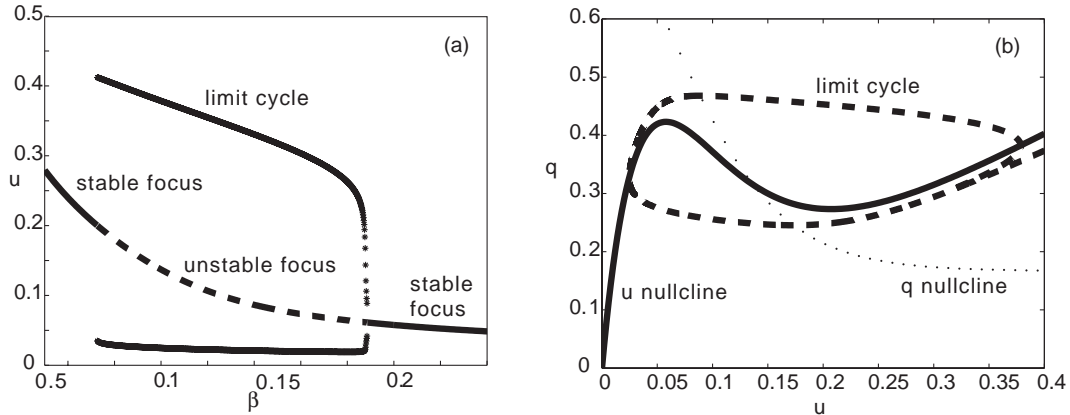 0.5
(a)
0.4
limit cycle
0.3
u
stable focus
0.2
unstable focus
stable
focus
0.1
0
0.5
0.1
0.15
0.2
β
0.6
(b)
0.5
limit cycle
0.4
q
0.3
0.2
u nullcline
q nullcline
0.1
0
0
0.05
0.1
0.15
0.2
0.25
0.3
0.35
0.4
u